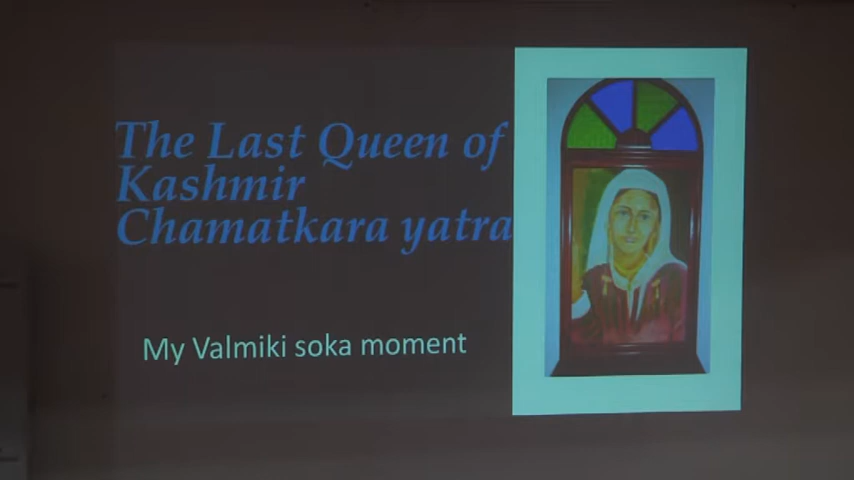 The Last Queen of
Kashmir
Chamatkara yatra
My Valmiki soka moment